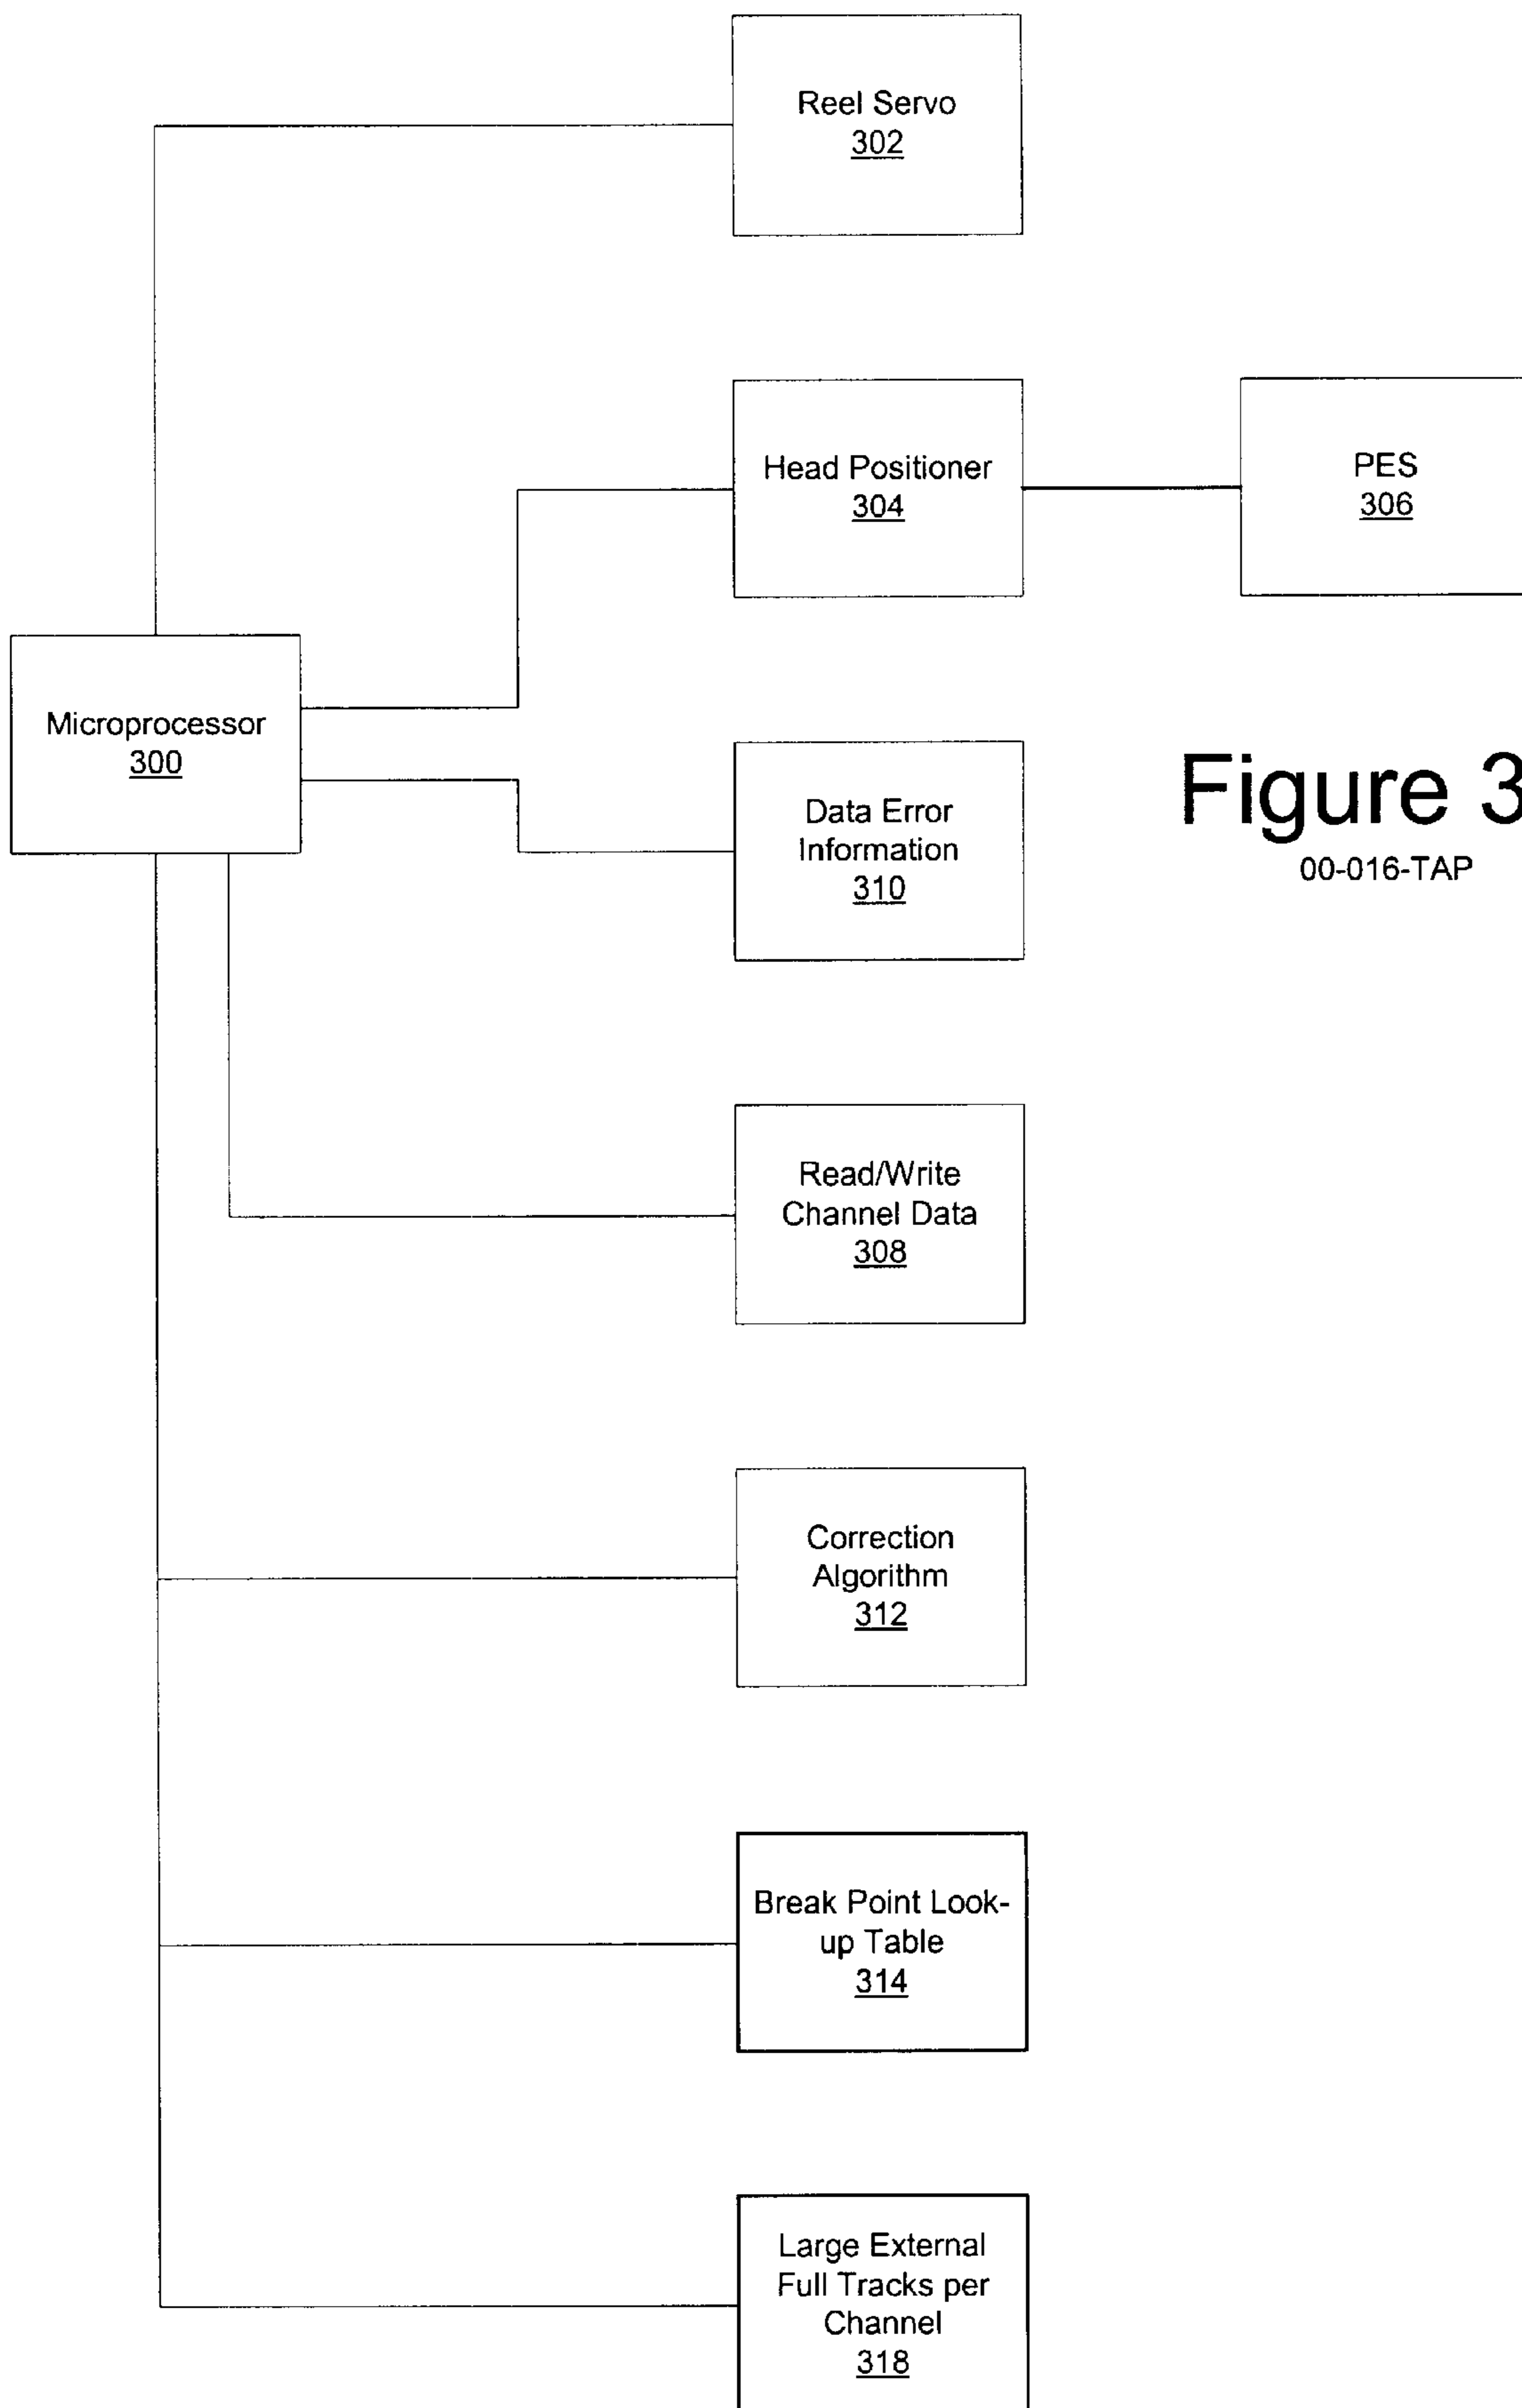 Reel Servo
302
Head Positioner
304
PES
306
Microprocessor
300
Figure 3
00-016-TAP
Data Error
Information
310
Read/Write
Channel Data
308
Correction
Algorithm
312
Break Point Look-
up Table
314
Large External
Full Tracks per
Channel
318